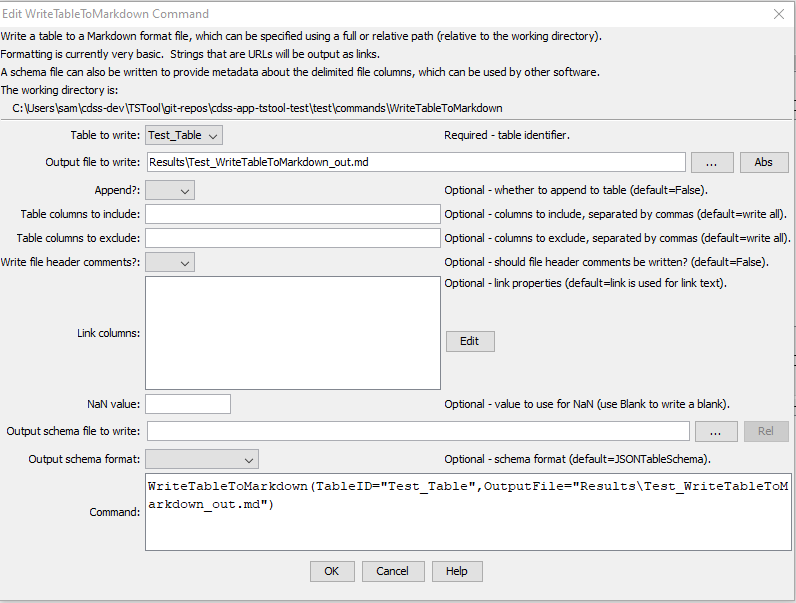 Edit WriteTableToMarkdown Command
Write a table to a Markdown format file, which can be specified using a full or relative path (relative to the working directory).
Formatting is currently very basic.  Strings that are URLs will be output as links.
A schema file can also be written to provide metadata about the delimited file columns, which can be used by other software.
The working directory is:
C:\Users\sam\cdss-dev\TSTool\git-repos\cdss-app-tstool-test\test\commands\WriteTableToMarkdown
Table to write: Test_Table Required - table identifier.
Output file to write: Results\Test_WriteTableToMarkdown_out.md ... Abs
Append?: Optional - whether to append to table (default=False).
Table columns to include: Optional - columns to include, separated by commas (default=write all).
Table columns to exclude: Optional - columns to exclude, separated by commas (default=write all).
Write file header comments?: Optional - should file header comments be written? (default=False).
Optional - link properties (default=link is used for link text).
Link columns: Edit
NaN value: Optional - value to use for NaN (use Blank to write a blank).
Output schema file to write: ... Rel
Output schema format: Optional - schema format (default=JSONTableSchema).
WriteTableToMarkdown(TableID="Test_Table",OutputFile="Results\Test_WriteTableToM
arkdown_out.md")
Command:
OK Cancel Help